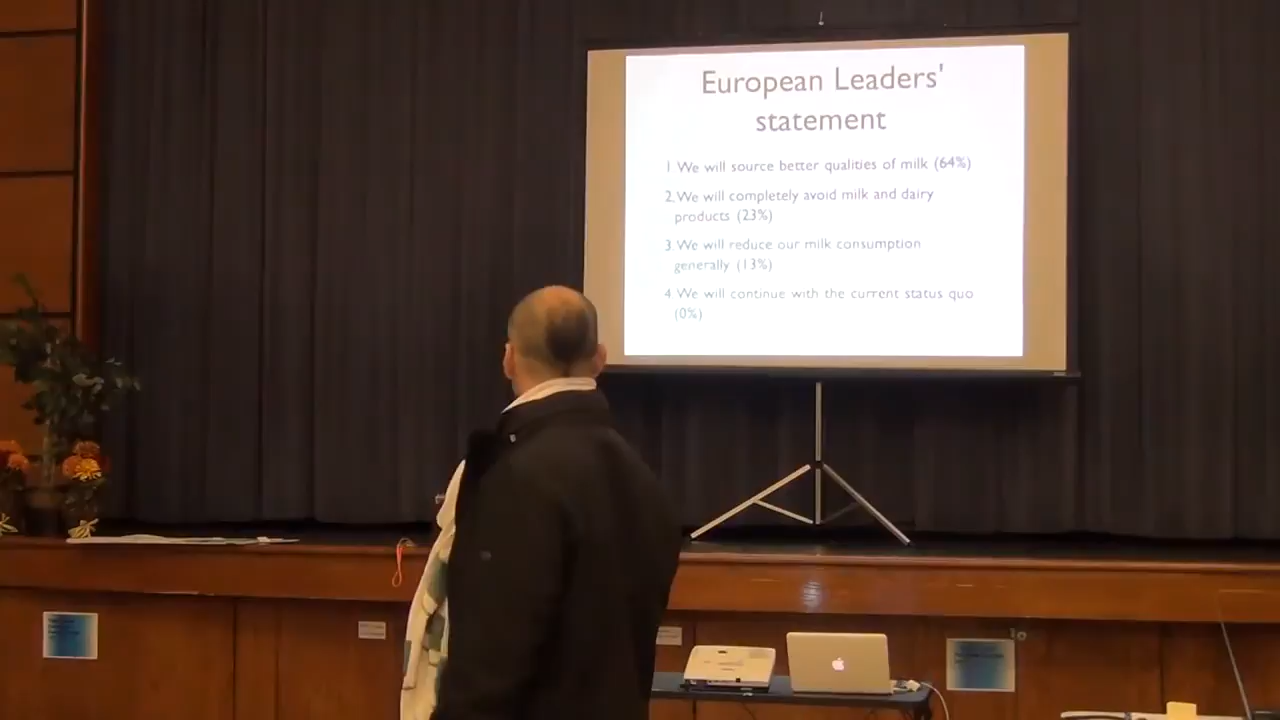 European Leaders'
statement
1 We will source better qualities of milk (64%)
2. We will completely avoid milk and dairy
products (23%)
3. We will reduce our milk consumption
generally (13%)
4. We will continue with the current status quo
(0%)